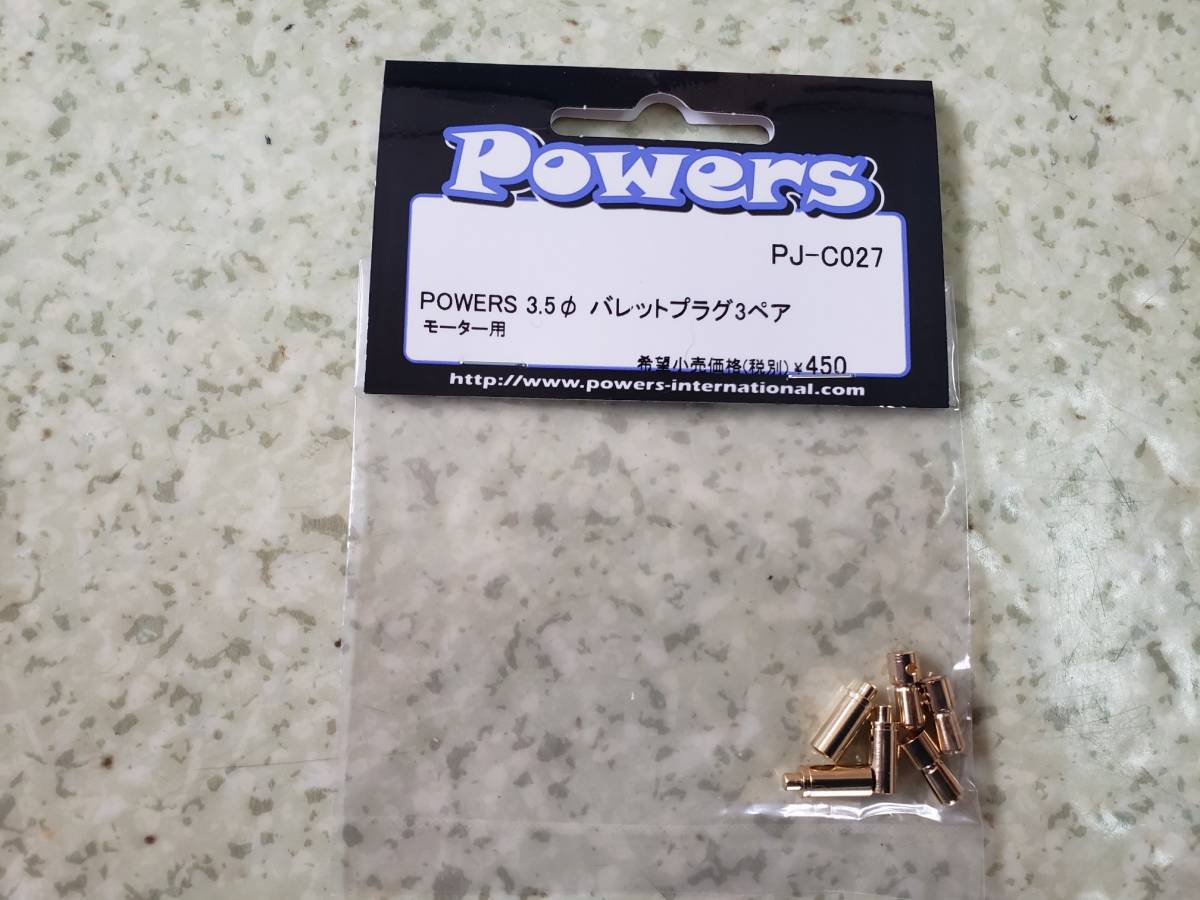 Powers
PJ-C027
POWERS 3.5φ バレットプラグ3ペア
モーター用
希望小売価格(税別)¥450
http://www.powers-international.com